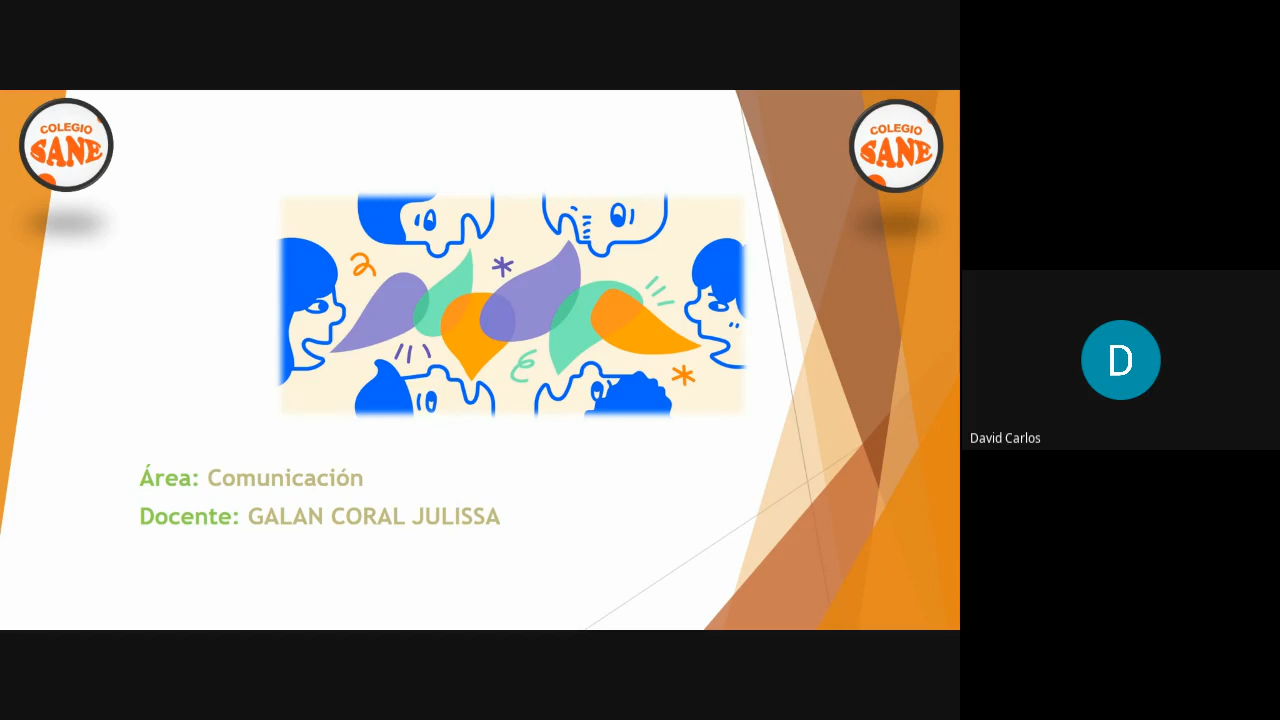 COLEGIO
SANE
COLEGIO
SANE
Área: Comunicación
Docente: GALAN CORAL JULISSA
D
David Carlos